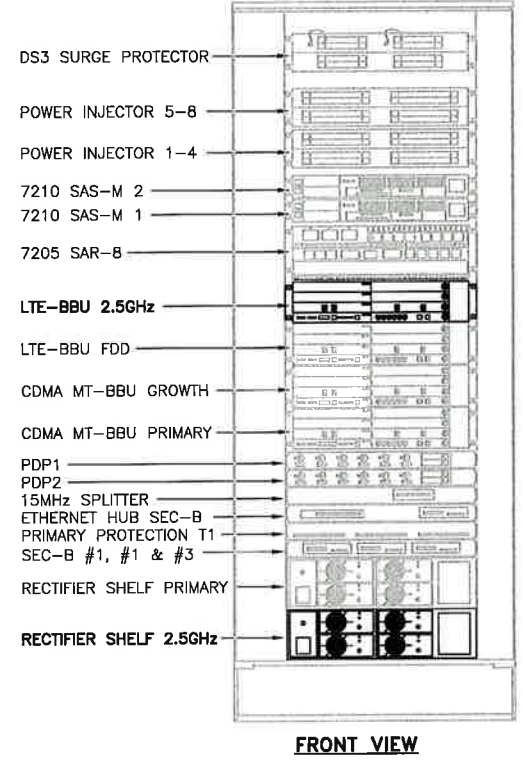 DS3 SURGE PROTECTOR
POWER INJECTOR 5-8
POWER INJECTOR 1-4
7210 SAS-M 2
7210 SAS-M 1
7205 SAR-8
LTE-BBU 2.5GHz
LTE-BBU FDD
CDMA MT-BBU GROWTH
CDMA MT-BBU PRIMARY
PDP1
PDP2
15MHz SPLITTER
ETHERNET HUB SEC-B
PRIMARY PROTECTION T1
SEC-B #1, #1 & #3
RECTIFIER SHELF PRIMARY
RECTIFIER SHELF 2.5GHz
FRONT VIEW